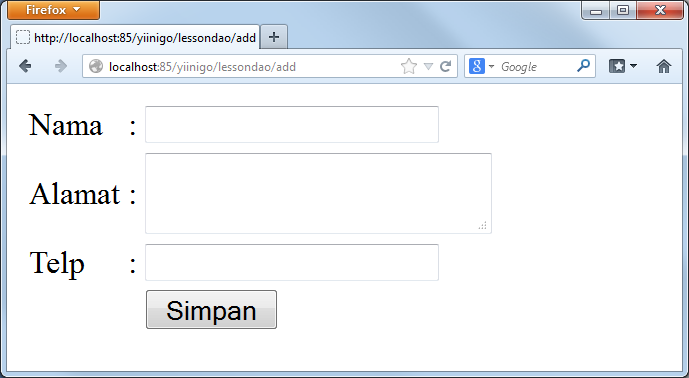 Firefox
http://localhost:85/yiinigo/lessondao/add
localhost:85/yiinigo/lessondao/add
Google
Nama :
Alamat :
Telp :
Simpan